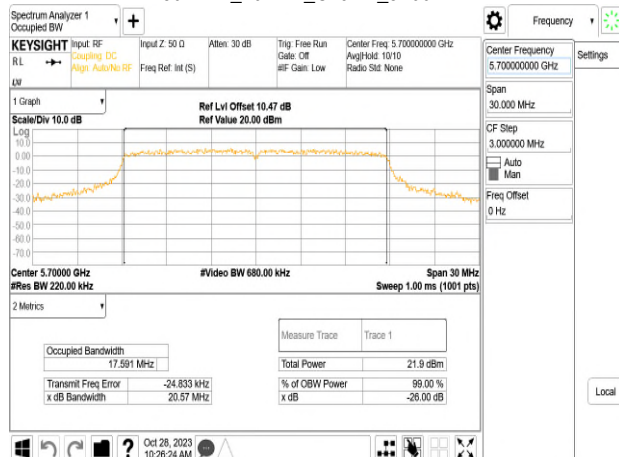 Spectrum Analyzer 1
Occupied BW
Frequency
KEYSIGHT
Input: RF
Input Z: 50 Ω
Atten: 30 dB
Trig: Free Run
Center Freq: 5.700000000 GHz
RL
Coupling: DC
Gate: Off
Avg|Hold: 10/10
Align: Auto/No RF
Freq Ref: Int (S)
#IF Gain: Low
Radio Std: None
Center Frequency
5.700000000 GHz
Settings
Span
30.000 MHz
CF Step
3.000000 MHz
Auto
Man
Freq Offset
0 Hz
1 Graph
Ref Lvl Offset 10.47 dB
Scale/Div 10.0 dB
Ref Value 20.00 dBm
Log
10.0
0.00
-10.0
-20.0
-30.0
-40.0
-50.0
-60.0
-70.0
Center 5.70000 GHz
#Video BW 680.00 kHz
Span 30 MHz
#Res BW 220.00 kHz
Sweep 1.00 ms (1001 pts)
2 Metrics
Measure Trace
Trace 1
Occupied Bandwidth
17.591 MHz
Total Power
21.9 dBm
Transmit Freq Error
-24.833 kHz
% of OBW Power
99.00 %
x dB Bandwidth
20.57 MHz
x dB
-26.00 dB
Local
Oct 28, 2023
10:26:24 AM